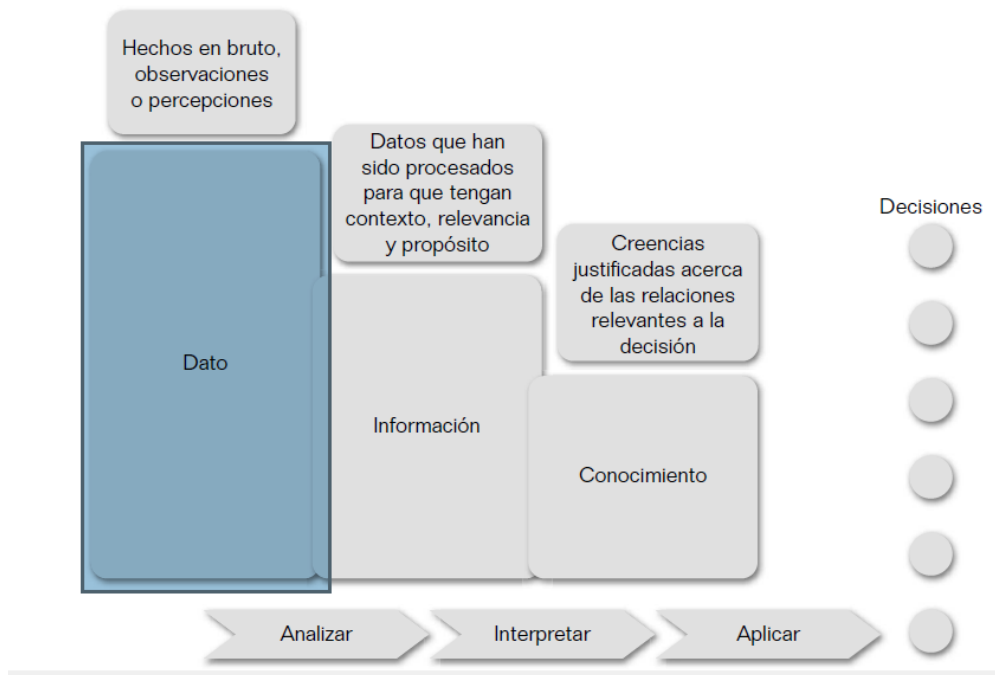 Hechos en bruto,
observaciones
o percepciones
Dato
Datos que han
sido procesados
para que tengan
contexto, relevancia
y propósito
Información
Creencias
justificadas acerca
de las relaciones
relevantes a la
decisión
Conocimiento
Decisiones
Analizar
Interpretar
Aplicar